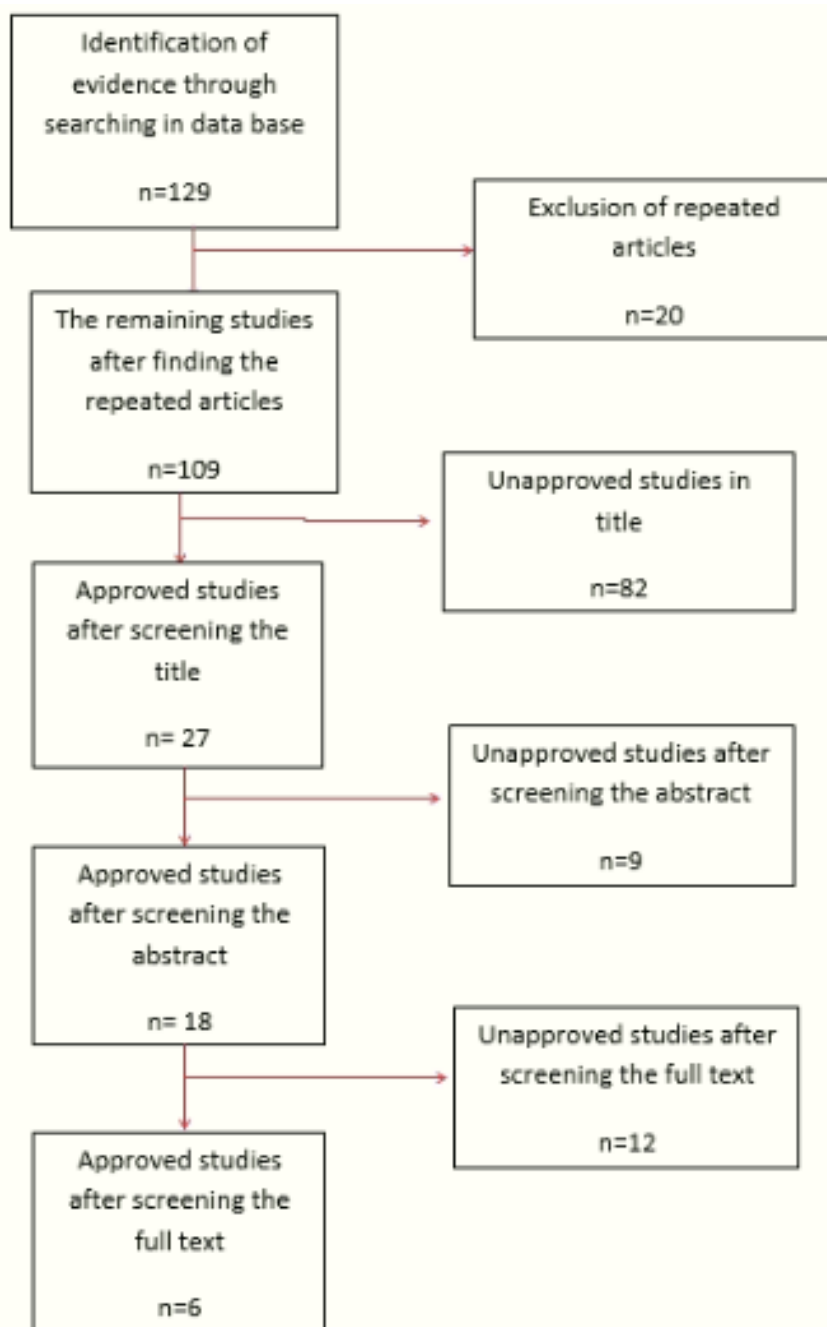 Identification of
evidence through
searching in data base
n=129
Exclusion of repeated
articles
n=20
The remaining studies
after finding the
repeated articles
n=109
Unapproved studies in
title
n=82
Approved studies
after screening the
title
n= 27
Unapproved studies after
screening the abstract
n=9
Approved studies
after screening the
abstract
n= 18
Unapproved studies after
screening the full text
n=12
Approved studies
after screening the
full text
n=6